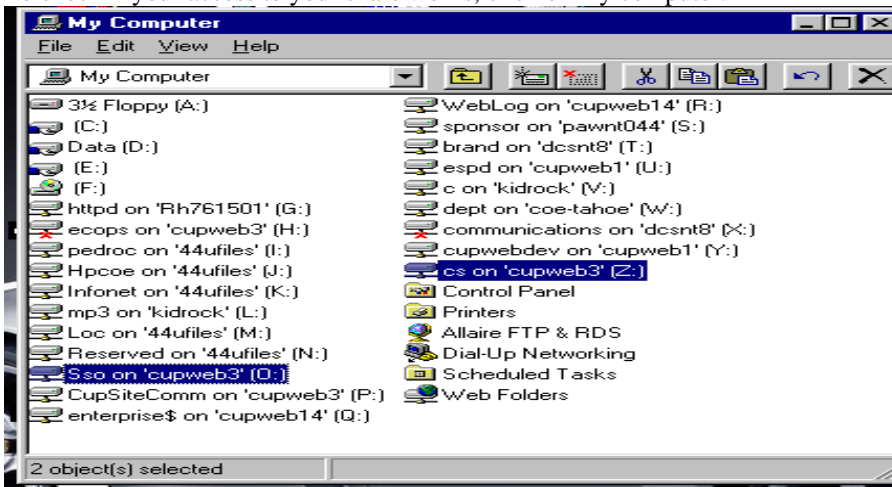 My Computer
File Edit View Help
My Computer
3½ Floppy (A:)
(C:)
Data (D:)
(E:)
(F:)
httpd on 'Rh761501' (G:)
ecops on 'cupweb3' (H:)
pedroc on '44ufiles' (I:)
Hpcoe on '44ufiles' (J:)
Infonet on '44ufiles' (K:)
mp3 on 'kidrock' (L:)
Loc on '44ufiles' (M:)
Reserved on '44ufiles' (N:)
Sso on 'cupweb3' (O:)
CupSiteComm on 'cupweb3' (P:)
enterprise$ on 'cupweb14' (Q:)
WebLog on 'cupweb14' (R:)
sponsor on 'pawnt044' (S:)
brand on 'dcsnt8' (T:)
espd on 'cupweb1' (U:)
c on 'kidrock' (V:)
dept on 'coe-tahoe' (W:)
communications on 'dcsnt8' (X:)
cupwebdev on 'cupweb1' (Y:)
cs on 'cupweb3' (Z:)
Control Panel
Printers
Allaire FTP & RDS
Dial-Up Networking
Scheduled Tasks
Web Folders
2 object(s) selected